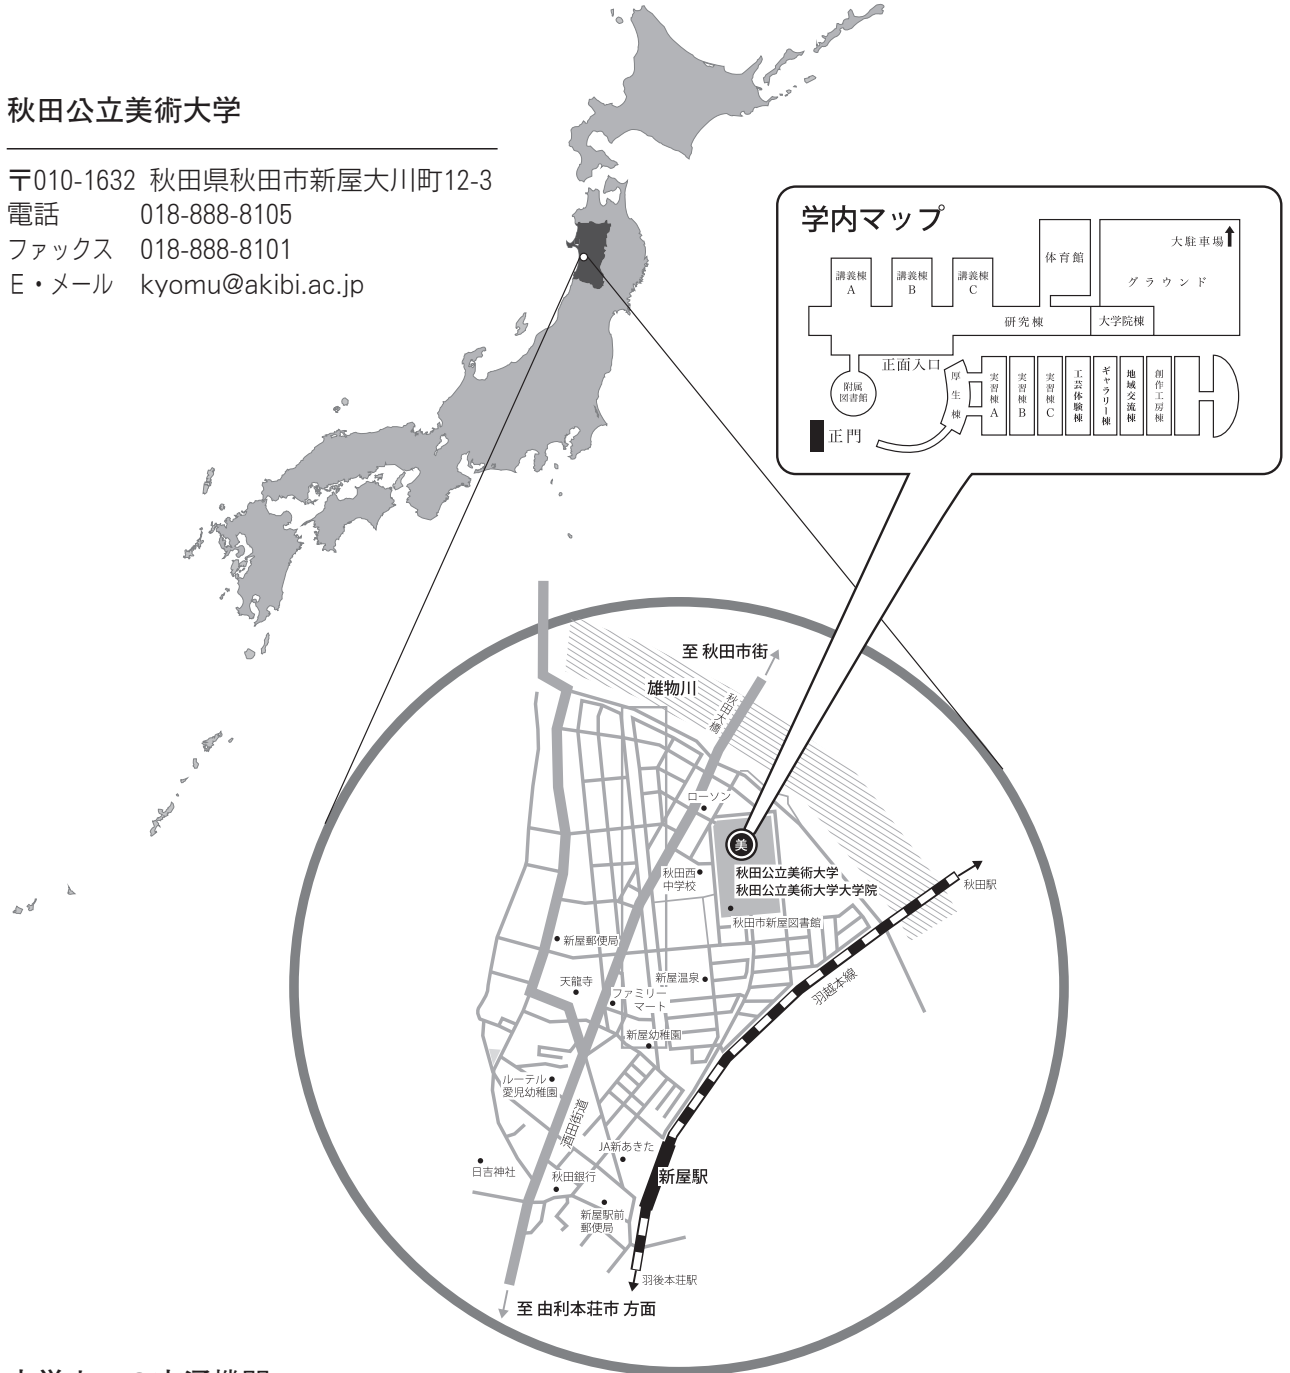 秋田公立美術大学
〒010-1632 秋田県秋田市新屋大川町12-3
電話 018-888-8105
ファックス 018-888-8101
E・メール kyomu@akibi.ac.jp
学内マップ
大駐車場
体育館
グラウンド
講義棟
A
講義棟
B
講義棟
C
研究棟
大学院棟
正面入口
附属
図書館
厚生棟
実習棟A
実習棟B
実習棟C
工芸体験棟
ギャラリー棟
地域交流棟
創作工房棟
正門
至 秋田市街
雄物川
秋田大橋
ローソン
美
秋田西
中学校
秋田公立美術大学
秋田公立美術大学大学院
秋田駅
秋田市新屋図書館
新屋郵便局
天龍寺
新屋温泉
ファミリー
マート
羽越本線
新屋幼稚園
ルーテル
愛児幼稚園
酒田街道
JA新あきた
日吉神社
秋田銀行
新屋駅
新屋駅前
郵便局
羽後本荘駅
至 由利本荘市 方面